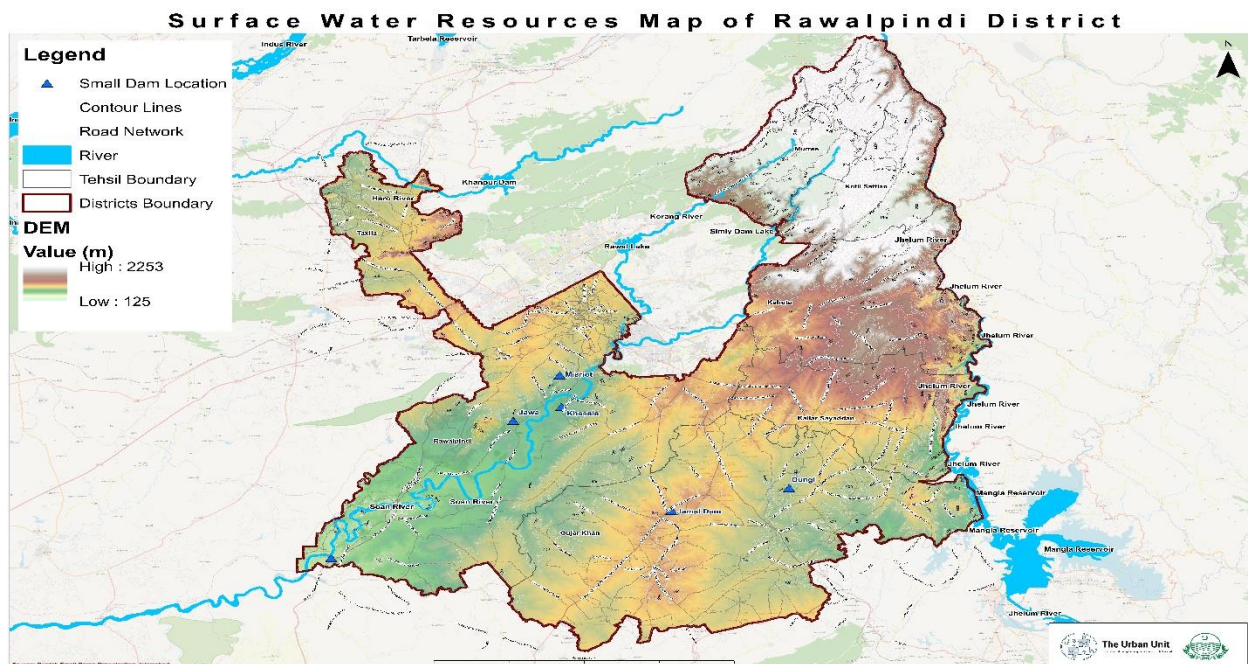 Surface Water Resources Map of Rawalpindi District
Indus River
Tarbela Reservoir
Legend
Small Dam Location
Contour Lines
Road Network
River
Tehsil Boundary
Districts Boundary
DEM
Value (m)
High : 2253
Low : 125
Murree
Kotli Sattian
Khanpur Dam
Haro River
Taxila
Korang River
Rawal Lake
Simly Dam Lake
Jhelum River
Jhelum River
Kahuta
Jhelum River
Misriot
Jhelum River
Jhelum River
Khasala
Jawa
Kallar Sayaddan
Jhelum River
Rawalpindi
Jhelum River
Dungi
Mangla Reservoir
Soan River
Soan River
Jamal Dam
Gujar Khan
Mangla Reservoir
Mangla Reservoir
Jhelum River
The Urban Unit